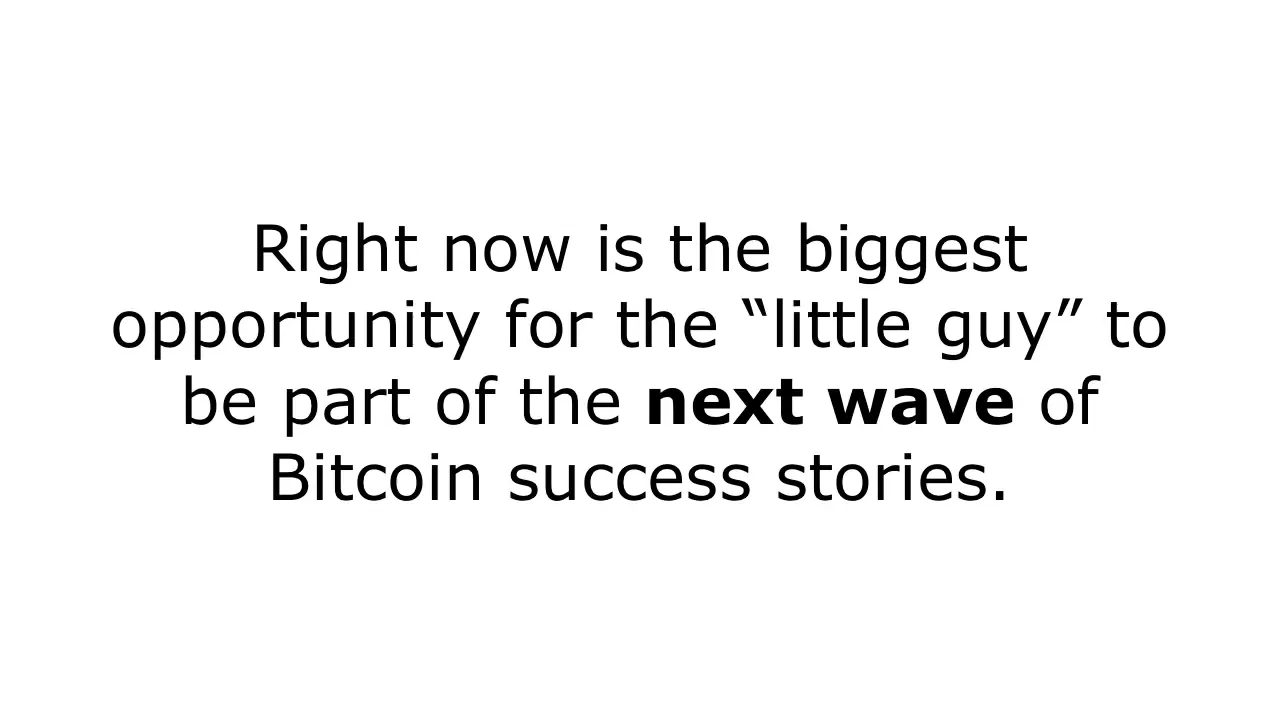 Right now is the biggest
opportunity for the “little guy” to
be part of the next wave of
Bitcoin success stories.